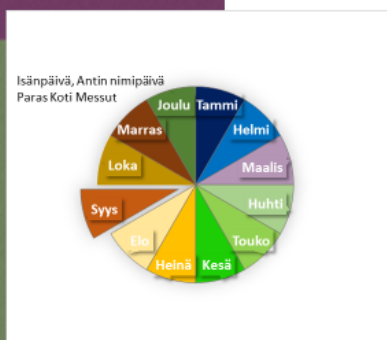 Isänpäivä, Antin nimipäivä
Paras Koti Messut
Joulu Tammi
Marras Helmi
Loka Maalis
Syys Huhti
Elo Touko
Heinä Kesä